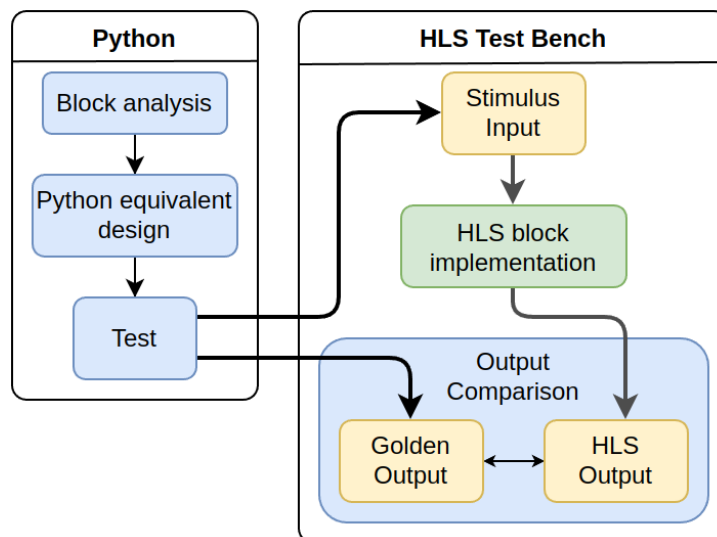 Python
Block analysis
Python equivalent
design
Test
HLS Test Bench
Stimulus
Input
HLS block
implementation
Output
Comparison
Golden
Output
HLS
Output